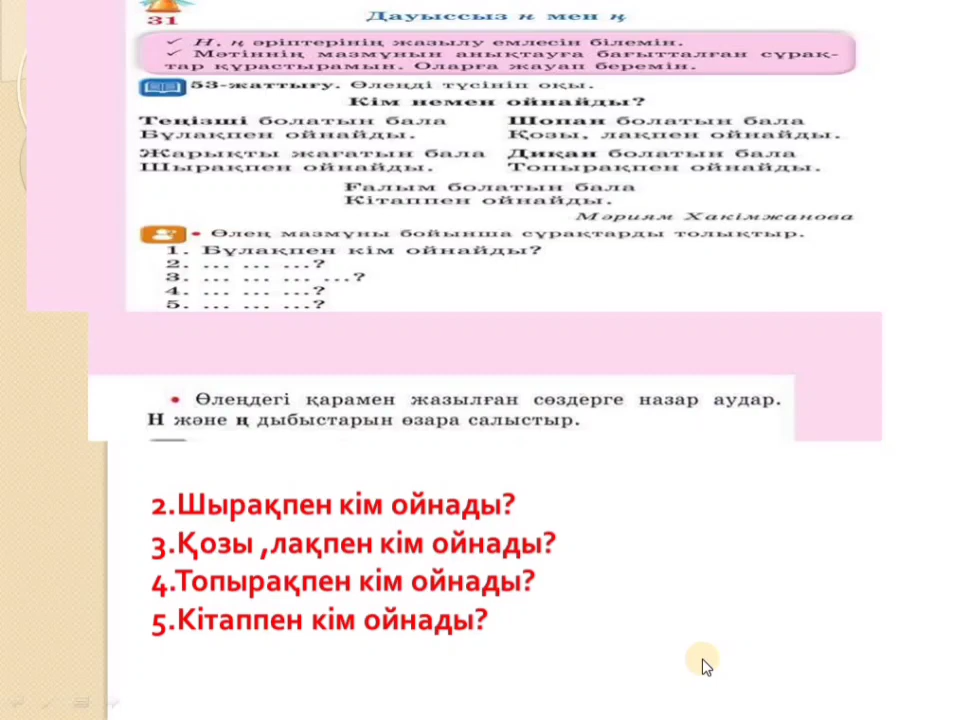 31
Дауыссыз н мен ң
✓ Н, ң әріптерінің жазылу емлесін білемін.
✓ Мәтіннің мазмұнын анықтауға бағытталған сұрақ-
тар құрастырамын. Оларға жауап беремін.
53-жаттығу. Өлеңді түсініп оқы.
Кім немен ойнайды?
Теңізші болатын бала
Бұлақпен ойнайды.
Шопан болатын бала
Қозы, лақпен ойнайды.
Жарықты жағатын бала
Шырақпен ойнайды.
Диқан болатын бала
Топырақпен ойнайды.
Ғалым болатын бала
Кітаппен ойнайды.
Мәриям Хакімжанова
• Өлең мазмұны бойынша сұрақтарды толықтыр.
1. Бұлақпен кім ойнайды?
2. ... ... ...?
3. ... ... ... ...?
4. ... ... ...?
5. ... ... ...?
• Өлеңдегі қарамен жазылған сөздерге назар аудар.
Н және ң дыбыстарын өзара салыстыр.
2.Шырақпен кім ойнады?
3.Қозы ,лақпен кім ойнады?
4.Топырақпен кім ойнады?
5.Кітаппен кім ойнады?